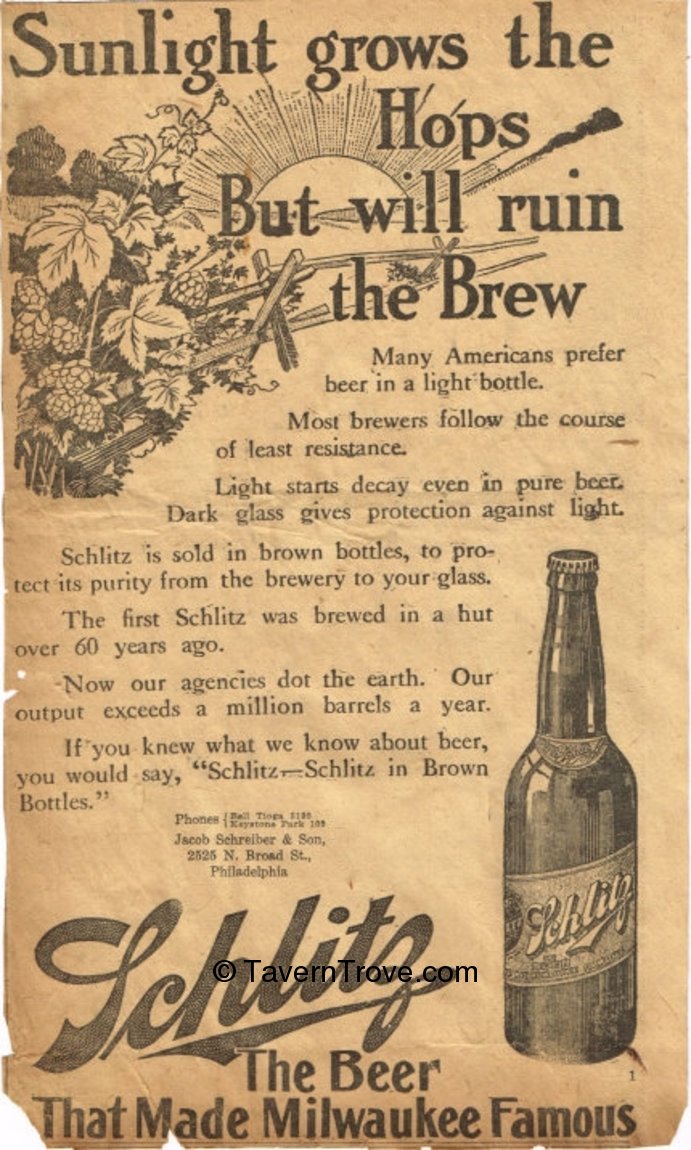 Sunlight grows the
Hops
But will ruin
the Brew
Many Americans prefer
beer in a light bottle.
Most brewers follow the course
of least resistance.
Light starts decay even in pure beer.
Dark glass gives protection against light.
Schlitz is sold in brown bottles, to pro-
tect its purity from the brewery to your glass.
The first Schlitz was brewed in a hut
over 60 years ago.
Now our agencies dot the earth. Our
output exceeds a million barrels a year.
If you knew what we know about beer,
you would say, "Schlitz—Schlitz in Brown
Bottles."
Phones { Bell Tioga
Keystone Park
Jacob Schreiber & Son,
2525 N. Broad St.,
Philadelphia
Schlitz
Schlitz
© TavernTrove.com
The Beer
That Made Milwaukee Famous
1